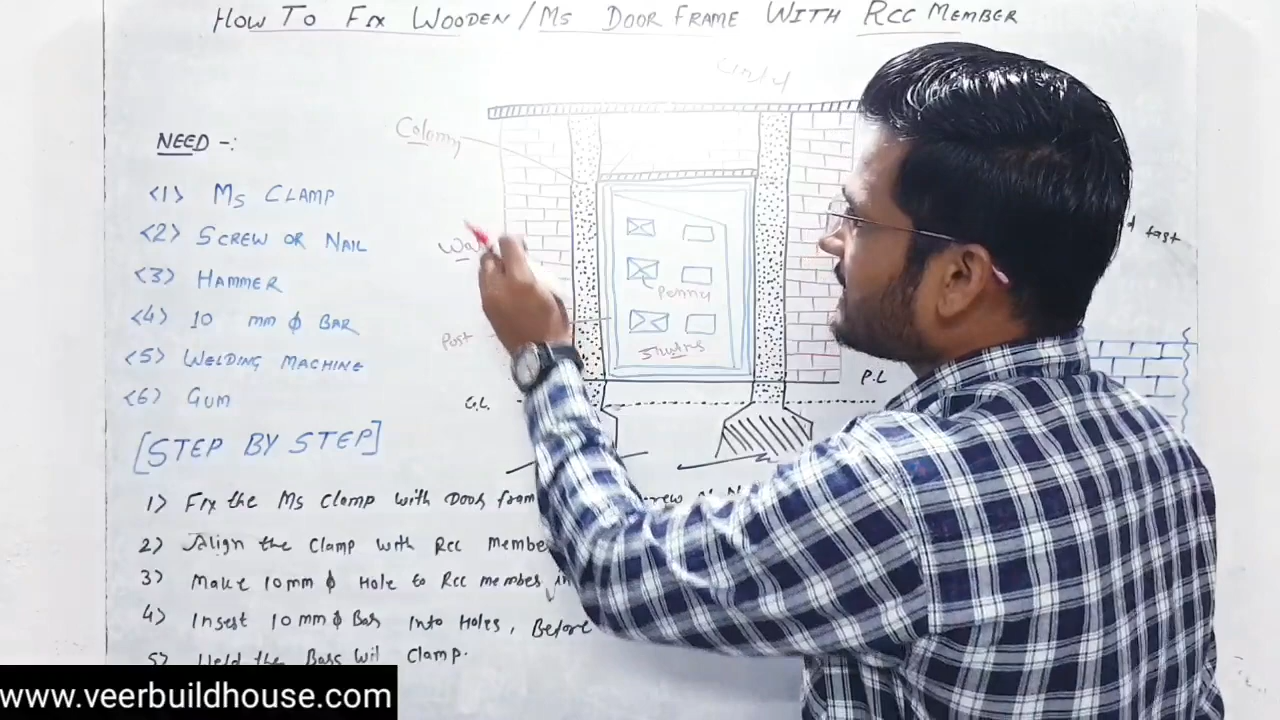 HOW TO FIX WOODEN / MS DOOR FRAME WITH RCC MEMBER
NEED -:
<1> MS CLAMP
<2> SCREW OR NAIL
<3> HAMMER
<4> 10 mm ϕ BAR
<5> WELDING MACHINE
<6> GUM
Column
Post
G.L.
P.L
[STEP BY STEP]
1) Fix the MS Clamp with Door fram
2) Align the Clamp with Rcc Membe
3) Make 10mm ϕ Hole to Rcc member in
4) Insert 10mm ϕ Bars Into Holes, Before
5) Held the Bars Wil Clamp.
www.veerbuildhouse.com